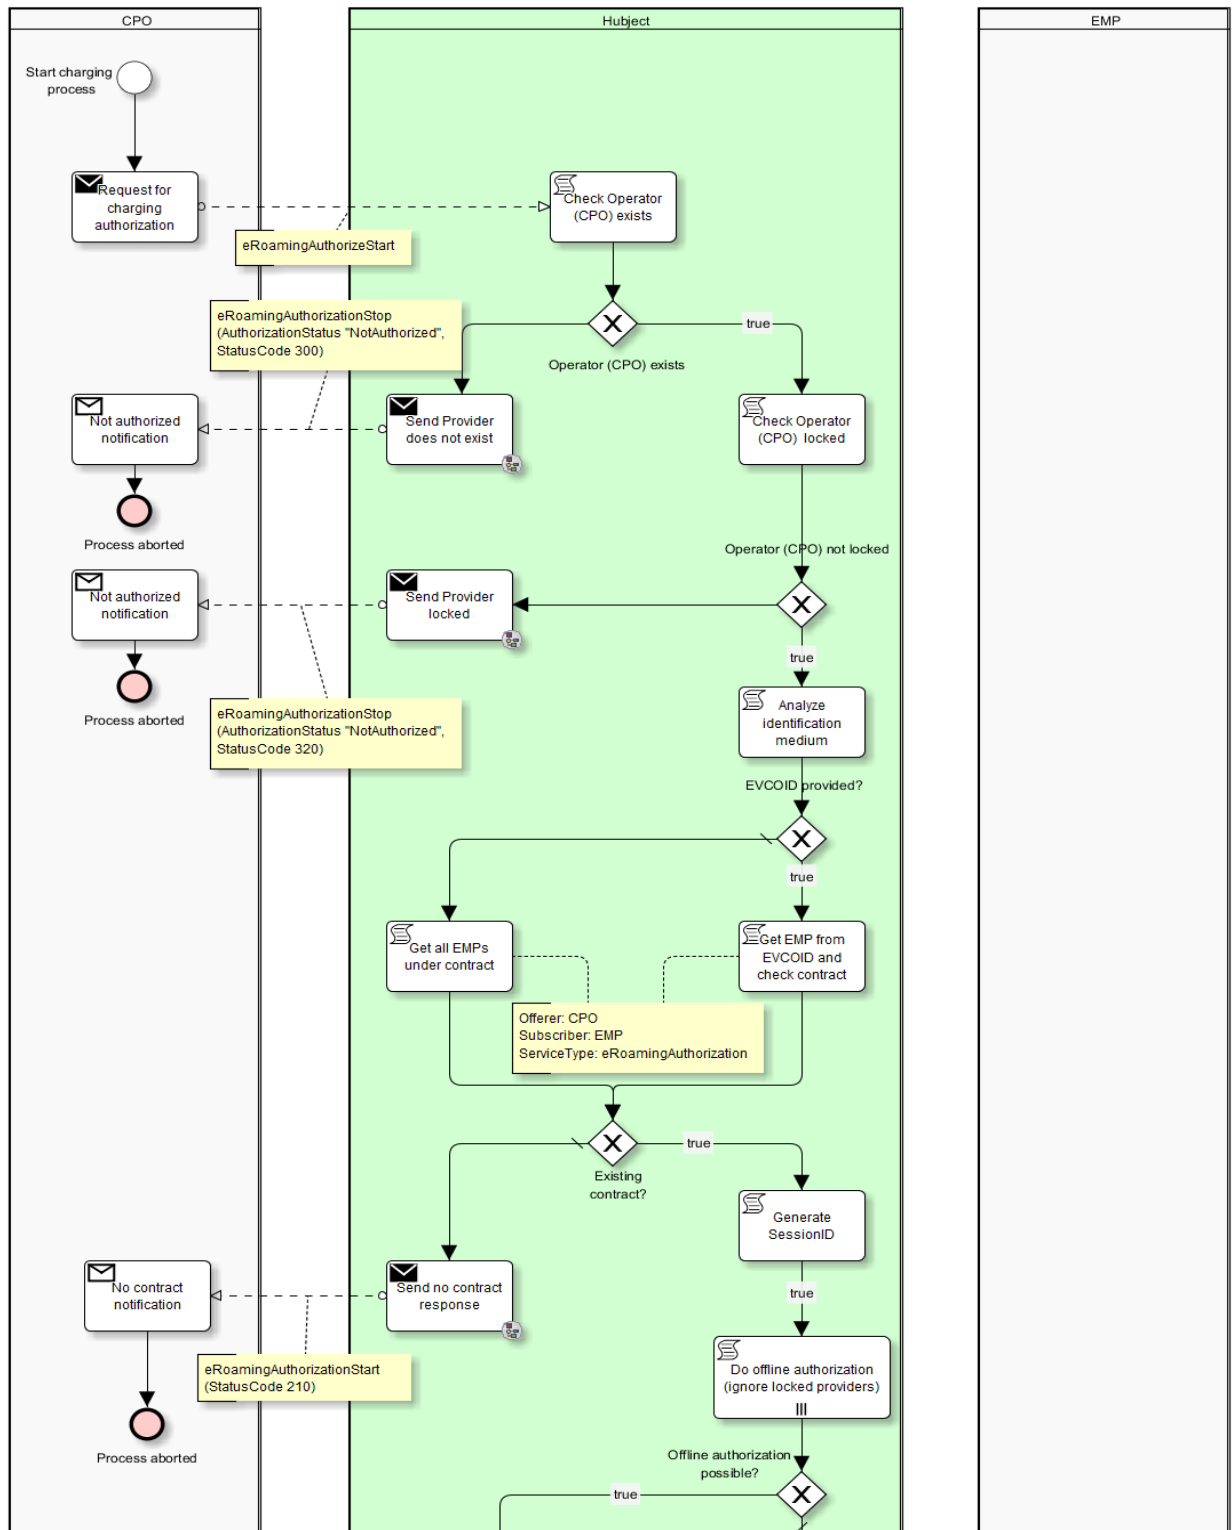 CPO
Hubject
EMP
Start charging
process
Request for
charging
authorization
Check Operator
(CPO) exists
eRoamingAuthorizeStart
eRoamingAuthorizationStop
(AuthorizationStatus "NotAuthorized",
StatusCode 300)
true
Operator (CPO) exists
Not authorized
notification
Send Provider
does not exist
Check Operator
(CPO) locked
Process aborted
Operator (CPO) not locked
Not authorized
notification
Send Provider
locked
true
Process aborted
eRoamingAuthorizationStop
(AuthorizationStatus "NotAuthorized",
StatusCode 320)
Analyze
identification
medium
EVCOID provided?
true
Get all EMPs
under contract
Get EMP from
EVCOID and
check contract
Offerer: CPO
Subscriber: EMP
ServiceType: eRoamingAuthorization
true
Existing
contract?
Generate
SessionID
No contract
notification
Send no contract
response
true
eRoamingAuthorizationStart
(StatusCode 210)
Do offline authorization
(ignore locked providers)
Process aborted
Offline authorization
possible?
true